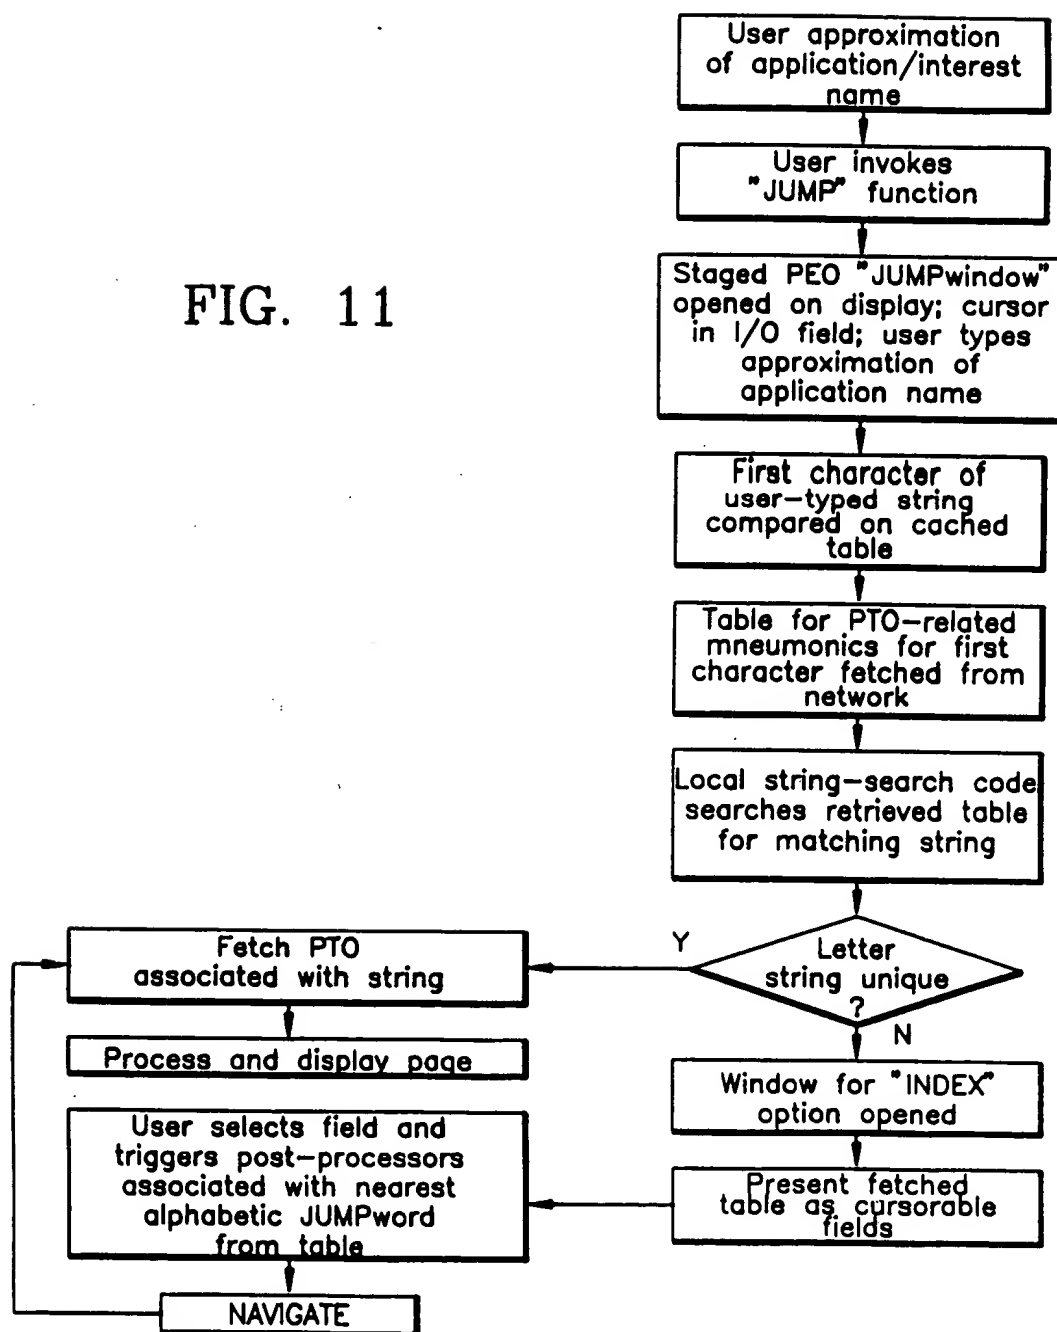 User approximation
of application/interest
name
User invokes
"JUMP" function
FIG. 11
Staged PEO "JUMPwindow"
opened on display; cursor
in I/O field; user types
approximation of
application name
First character of
user-typed string
compared on cached
table
Table for PTO-related
mneumonics for first
character fetched from
network
Local string-search code
searches retrieved table
for matching string
Letter
string unique
?
Y
N
Fetch PTO
associated with string
Process and display page
Window for "INDEX"
option opened
Present fetched
table as cursorable
fields
User selects field and
triggers post-processors
associated with nearest
alphabetic JUMPword
from table
NAVIGATE